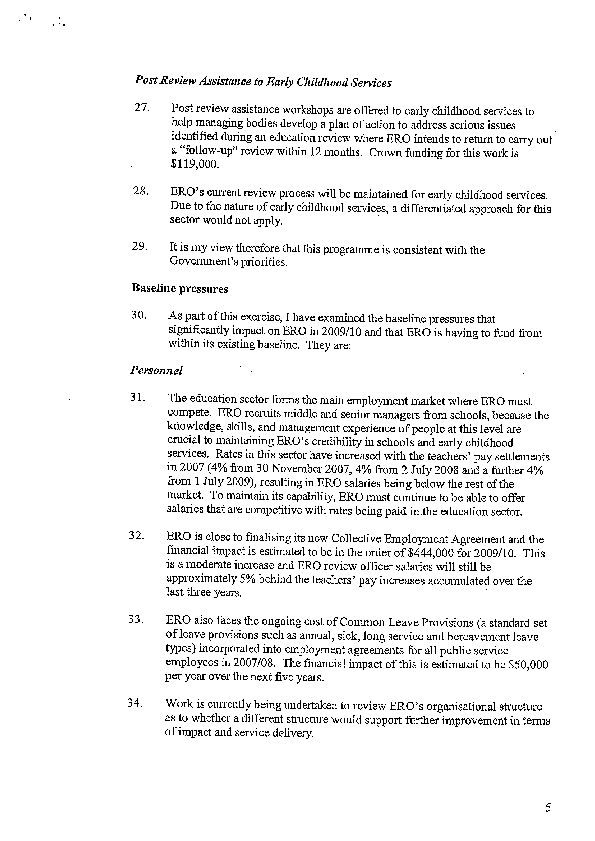 Post Review Assistance to Early Childhood Services
27. Post review assistance workshops are offered to early childhood services to
help managing bodies develop a plan of action to address serious issues
identified during an education review where ERO intends to return to carry out
a "follow-up" review within 12 months. Crown funding for this work is
$119,000.
28. ERO's current review process will be maintained for early childhood services.
Due to the nature of early childhood services, a differentiated approach for this
sector would not apply.
29. It is my view therefore that this programme is consistent with the
Government's priorities.
Baseline pressures
30. As part of this exercise, I have examined the baseline pressures that
significantly impact on ERO in 2009/10 and that ERO is having to fund from
within its existing baseline. They are:
Personnel
31. The education sector forms the main employment market where ERO must
compete. ERO recruits middle and senior managers from schools, because the
knowledge, skills, and management experience of people at this level are
crucial to maintaining ERO's credibility in schools and early childhood
services. Rates in this sector have increased with the teachers' pay settlements
in 2007 (4% from 30 November 2007, 4% from 2 July 2008 and a further 4%
from 1 July 2009), resulting in ERO salaries being below the rest of the
market. To maintain its capability, ERO must continue to be able to offer
salaries that are competitive with rates being paid in the education sector.
32. ERO is close to finalising its new Collective Employment Agreement and the
financial impact is estimated to be in the order of $444,000 for 2009/10. This
is a moderate increase and ERO review officer salaries will still be
approximately 5% behind the teachers' pay increases accumulated over the
last three years.
33. ERO also faces the ongoing cost of Common Leave Provisions (a standard set
of leave provisions such as annual, sick, long service and bereavement leave
types) incorporated into employment agreements for all public service
employees in 2007/08. The financial impact of this is estimated to be $50,000
per year over the next five years.
34. Work is currently being undertaken to review ERO's organisational structure
as to whether a different structure would support further improvement in terms
of impact and service delivery.
5